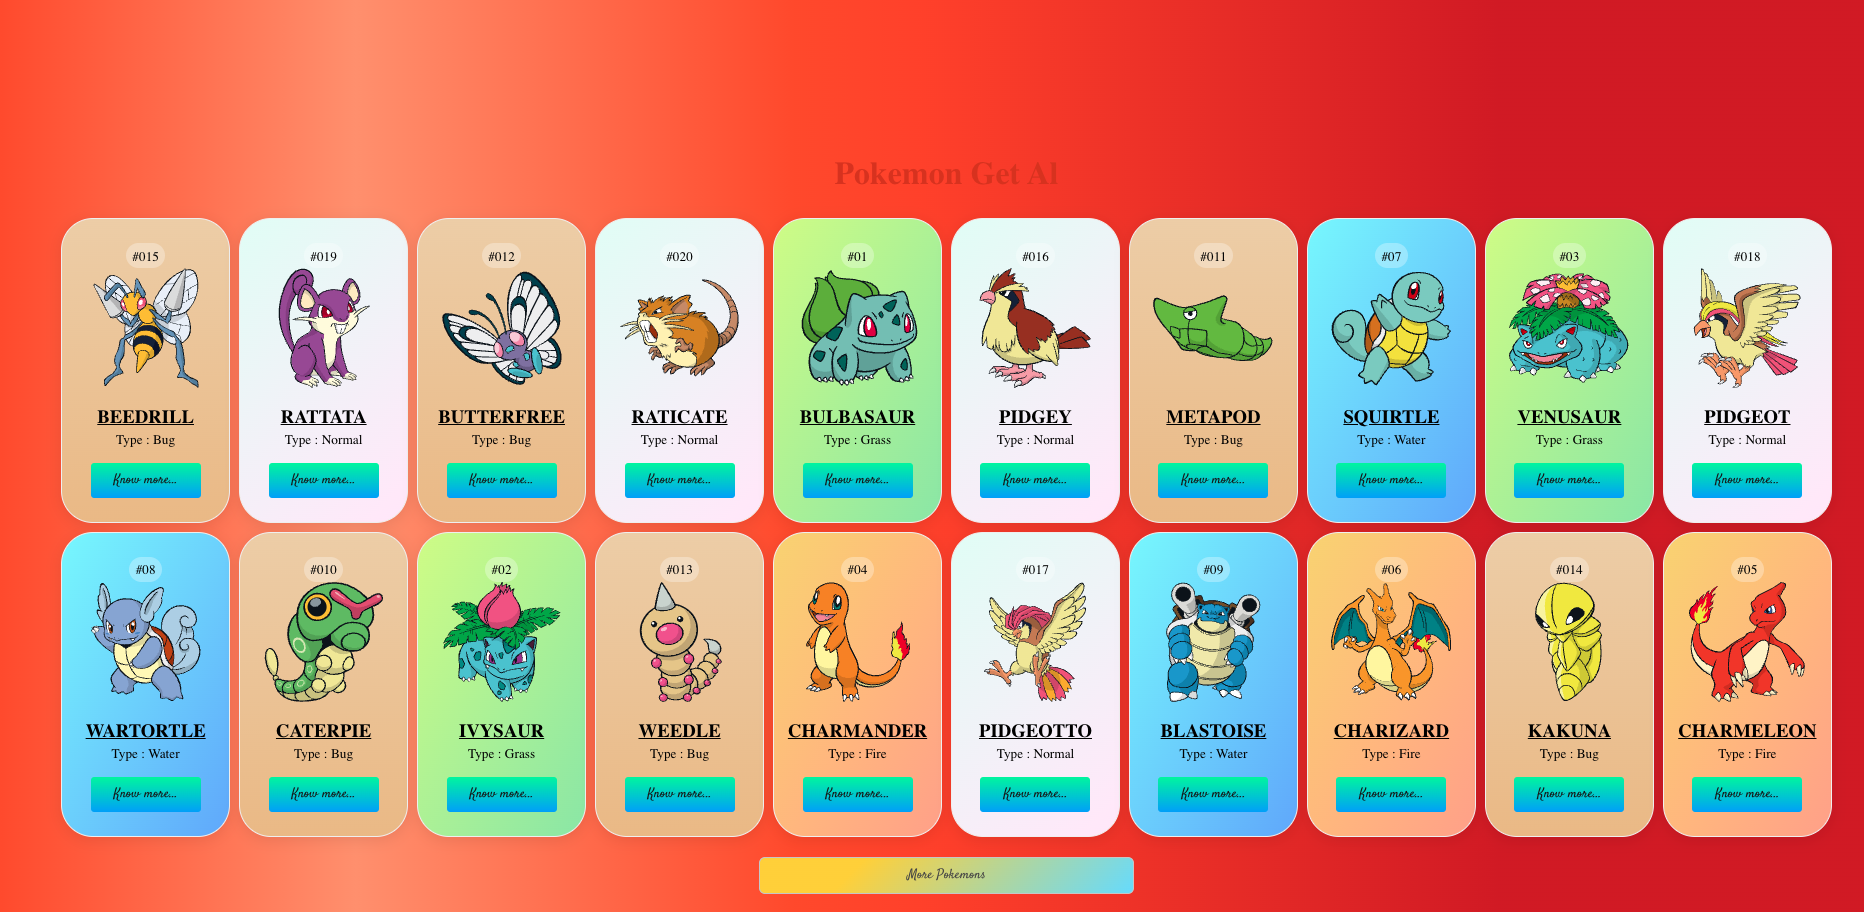 Pokemon Get Al
#015
BEEDRILL
Type : Bug
Know more...
#019
RATTATA
Type : Normal
Know more...
#012
BUTTERFREE
Type : Bug
Know more...
#020
RATICATE
Type : Normal
Know more...
#01
BULBASAUR
Type : Grass
Know more...
#016
PIDGEY
Type : Normal
Know more...
#011
METAPOD
Type : Bug
Know more...
#07
SQUIRTLE
Type : Water
Know more...
#03
VENUSAUR
Type : Grass
Know more...
#018
PIDGEOT
Type : Normal
Know more...
#08
WARTORTLE
Type : Water
Know more...
#010
CATERPIE
Type : Bug
Know more...
#02
IVYSAUR
Type : Grass
Know more...
#013
WEEDLE
Type : Bug
Know more...
#04
CHARMANDER
Type : Fire
Know more...
#017
PIDGEOTTO
Type : Normal
Know more...
#09
BLASTOISE
Type : Water
Know more...
#06
CHARIZARD
Type : Fire
Know more...
#014
KAKUNA
Type : Bug
Know more...
#05
CHARMELEON
Type : Fire
Know more...
More Pokemons